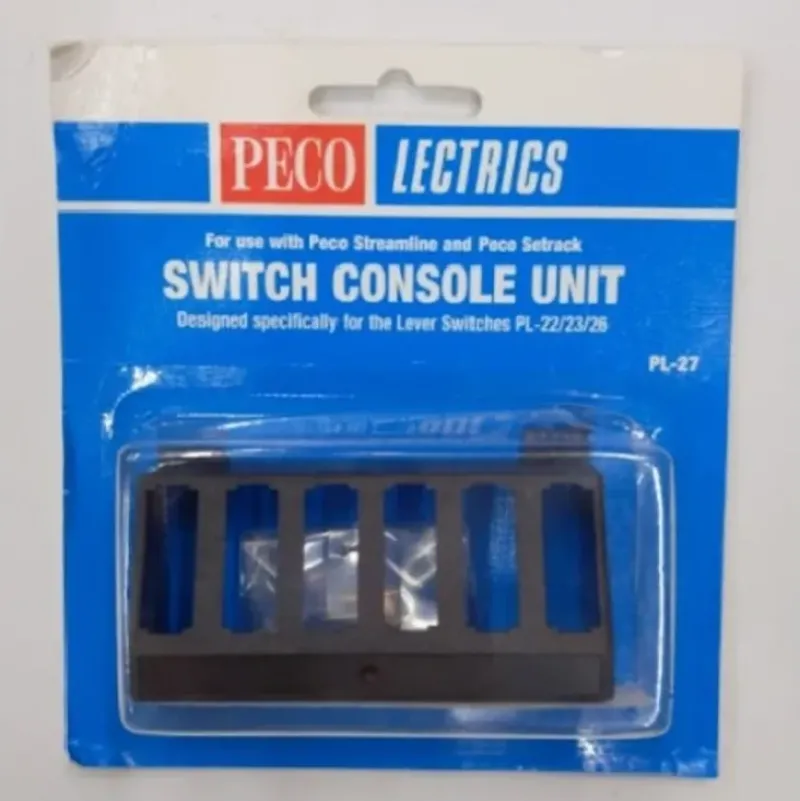 PECO LECTRICS
For use with Peco Streamline and Peco Setrack
SWITCH CONSOLE UNIT
Designed specifically for the Lever Switches PL-22/23/26
PL-27